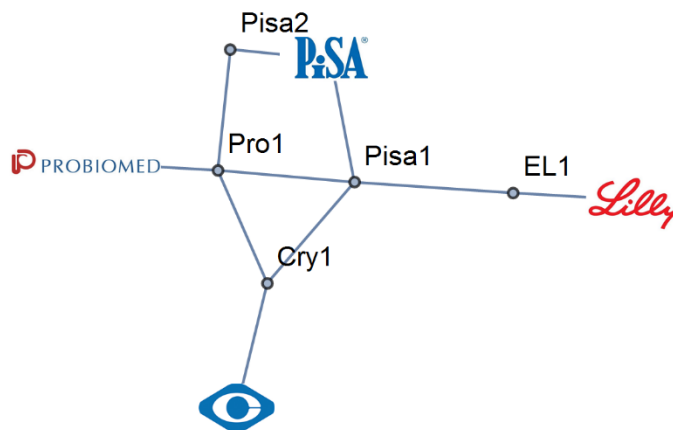 Pisa2
PiSA®
Pro1
Pisa1
PROBIOMED
EL1
Lilly
Cry1